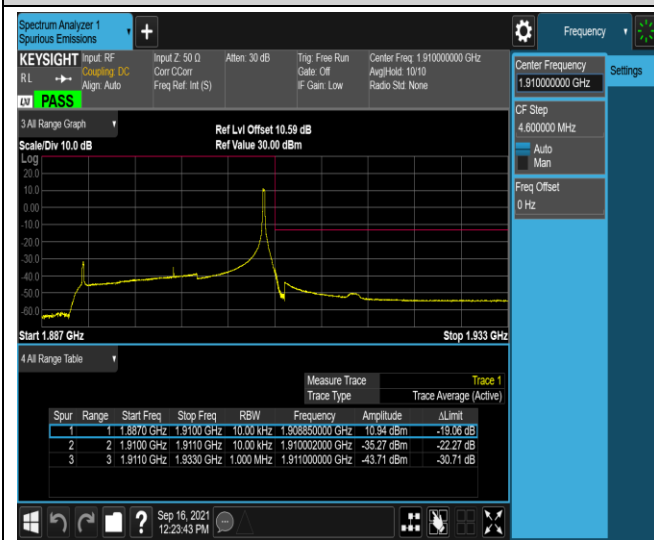 Spectrum Analyzer 1
Spurious Emissions
+
Frequency
KEYSIGHT Input: RF Input Z: 50 Ω Atten: 30 dB Trig: Free Run Center Freq: 1.910000000 GHz
RL Coupling: DC Corr CCorr Gate: Off Avg|Hold: 10/10
Align: Auto Freq Ref: Int (S) IF Gain: Low Radio Std: None
LXI PASS
Center Frequency
1.910000000 GHz
Settings
CF Step
4.600000 MHz
Auto
Man
Freq Offset
0 Hz
3 All Range Graph
Ref Lvl Offset 10.59 dB
Scale/Div 10.0 dB Ref Value 30.00 dBm
Log
20.0
10.0
0.00
-10.0
-20.0
-30.0
-40.0
-50.0
-60.0
Start 1.887 GHz Stop 1.933 GHz
4 All Range Table
Measure Trace Trace 1
Trace Type Trace Average (Active)
Spur Range Start Freq Stop Freq RBW Frequency Amplitude ΔLimit
1 1 1.8870 GHz 1.9100 GHz 10.00 kHz 1.908850000 GHz 10.94 dBm -19.06 dB
2 2 1.9100 GHz 1.9110 GHz 10.00 kHz 1.910002000 GHz -35.27 dBm -22.27 dB
3 3 1.9110 GHz 1.9330 GHz 1.000 MHz 1.911000000 GHz -43.71 dBm -30.71 dB
?
Sep 16, 2021
12:23:43 PM